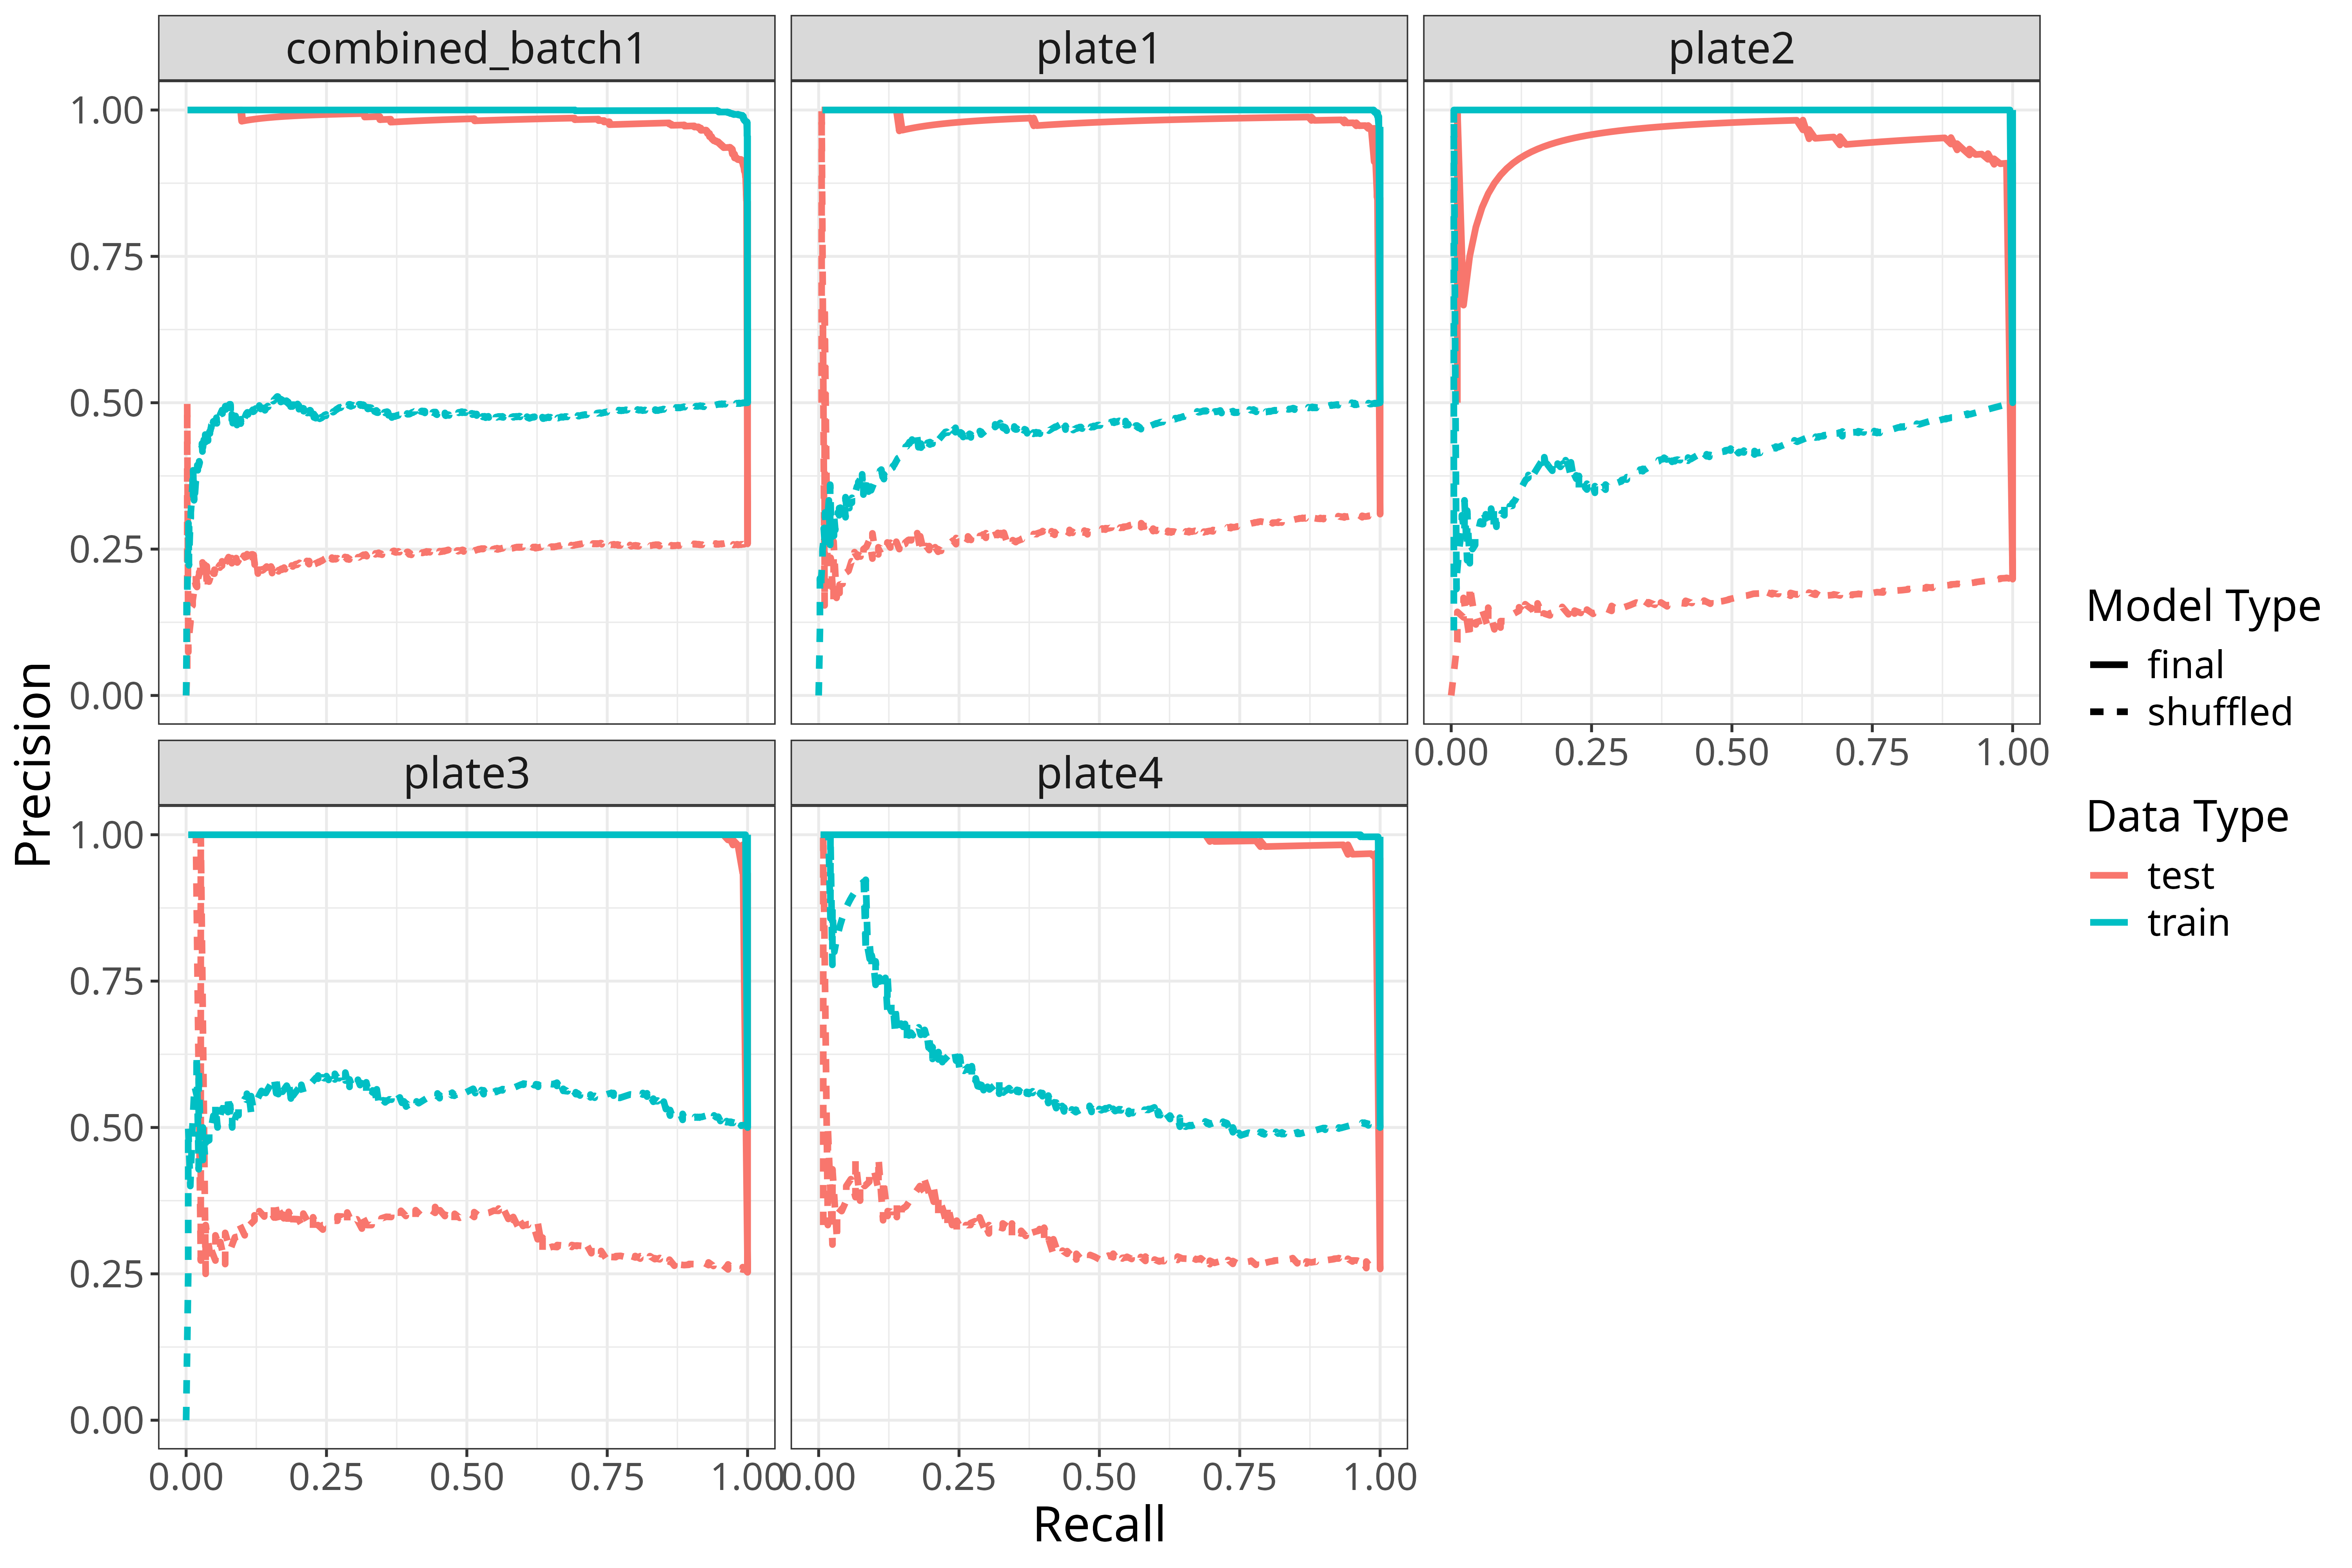 combined_batch1
plate1
plate2
1.00
0.75
0.50
0.25
0.00
0.00 0.25 0.50 0.75 1.00
plate3
plate4
1.00
0.75
0.50
0.25
0.00
0.00 0.25 0.50 0.75 1.00
0.00 0.25 0.50 0.75 1.00
Precision
Recall
Model Type
final
shuffled
Data Type
test
train